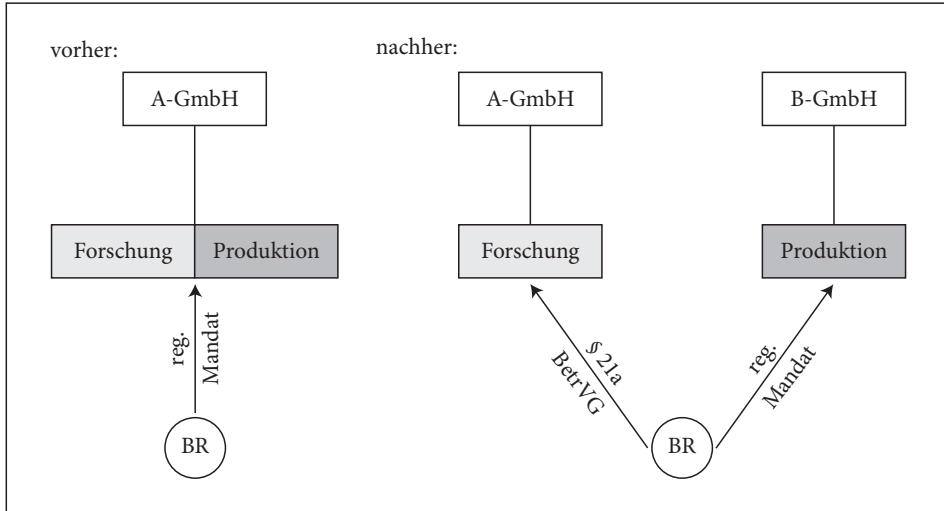 vorher:
nachher:
A-GmbH
A-GmbH
B-GmbH
Forschung
Produktion
Forschung
Produktion
reg.
Mandat
§ 21a
BetrVG
reg.
Mandat
BR
BR